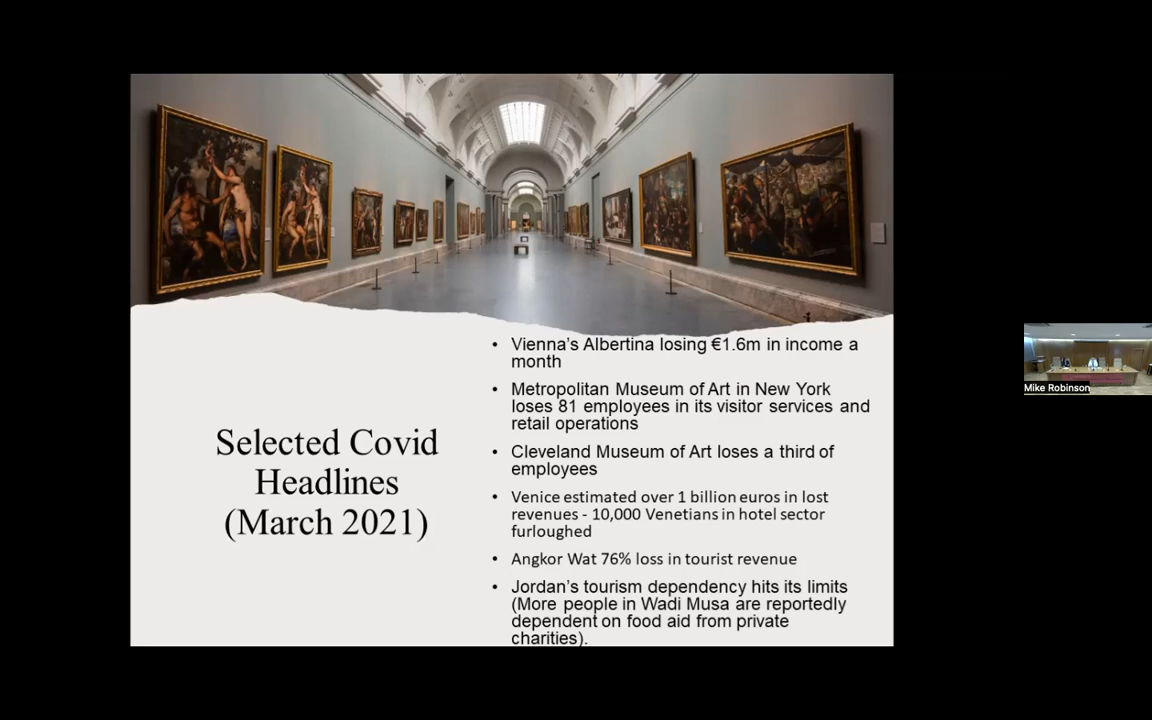 Selected Covid
Headlines
(March 2021)
• Vienna's Albertina losing €1.6m in income a
month
• Metropolitan Museum of Art in New York
loses 81 employees in its visitor services and
retail operations
• Cleveland Museum of Art loses a third of
employees
• Venice estimated over 1 billion euros in lost
revenues - 10,000 Venetians in hotel sector
furloughed
• Angkor Wat 76% loss in tourist revenue
• Jordan's tourism dependency hits its limits
(More people in Wadi Musa are reportedly
dependent on food aid from private
charities).
Mike Robinson